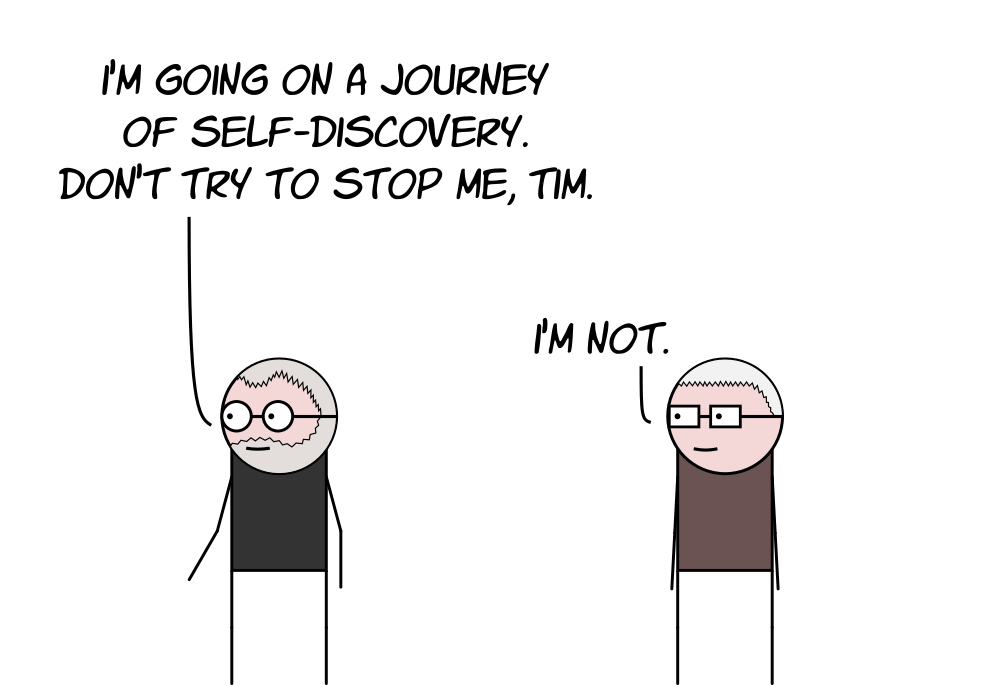 I'M GOING ON A JOURNEY
OF SELF-DISCOVERY.
DON'T TRY TO STOP ME, TIM.
I'M NOT.